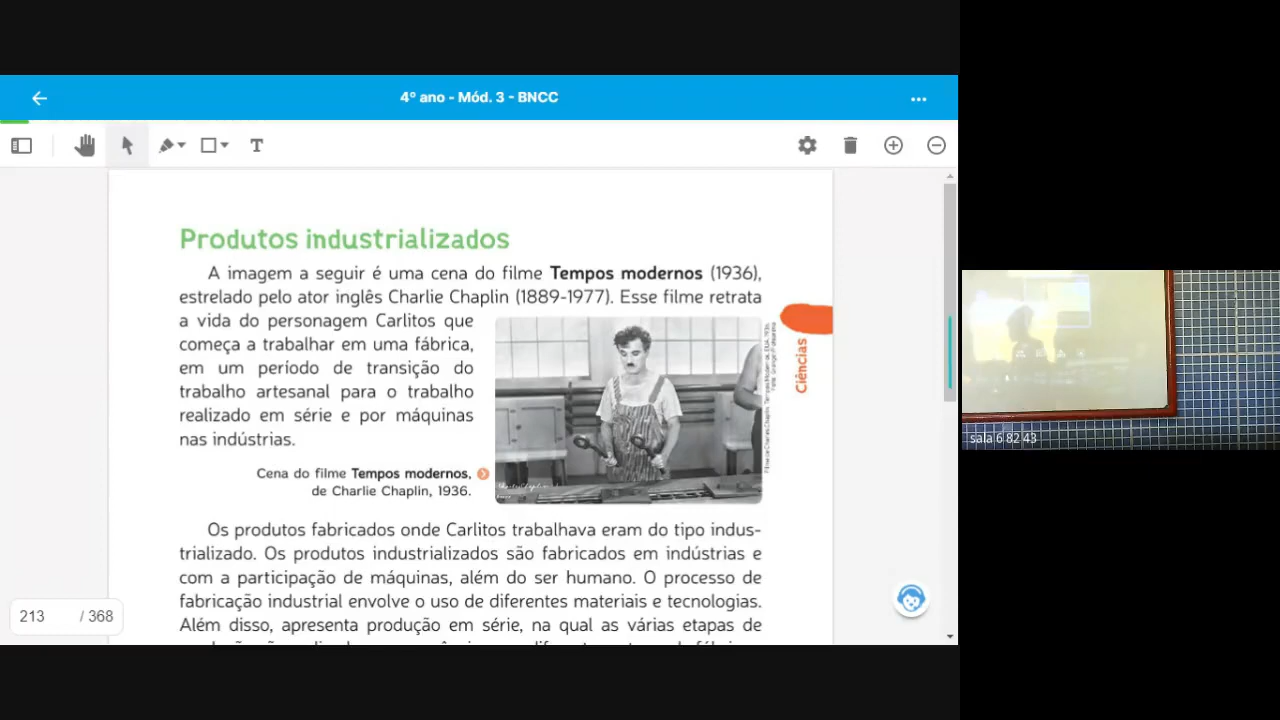 4º ano - Mód. 3 - BNCC
Produtos industrializados
A imagem a seguir é uma cena do filme Tempos modernos (1936),
estrelado pelo ator inglês Charlie Chaplin (1889-1977). Esse filme retrata
a vida do personagem Carlitos que
começa a trabalhar em uma fábrica,
em um período de transição do
trabalho artesanal para o trabalho
realizado em série e por máquinas
nas indústrias.
Cena do filme Tempos modernos,
de Charlie Chaplin, 1936.
Ciências
Os produtos fabricados onde Carlitos trabalhava eram do tipo indus-
trializado. Os produtos industrializados são fabricados em indústrias e
com a participação de máquinas, além do ser humano. O processo de
fabricação industrial envolve o uso de diferentes materiais e tecnologias.
Além disso, apresenta produção em série, na qual as várias etapas de
213 / 368
sala 6 82 43